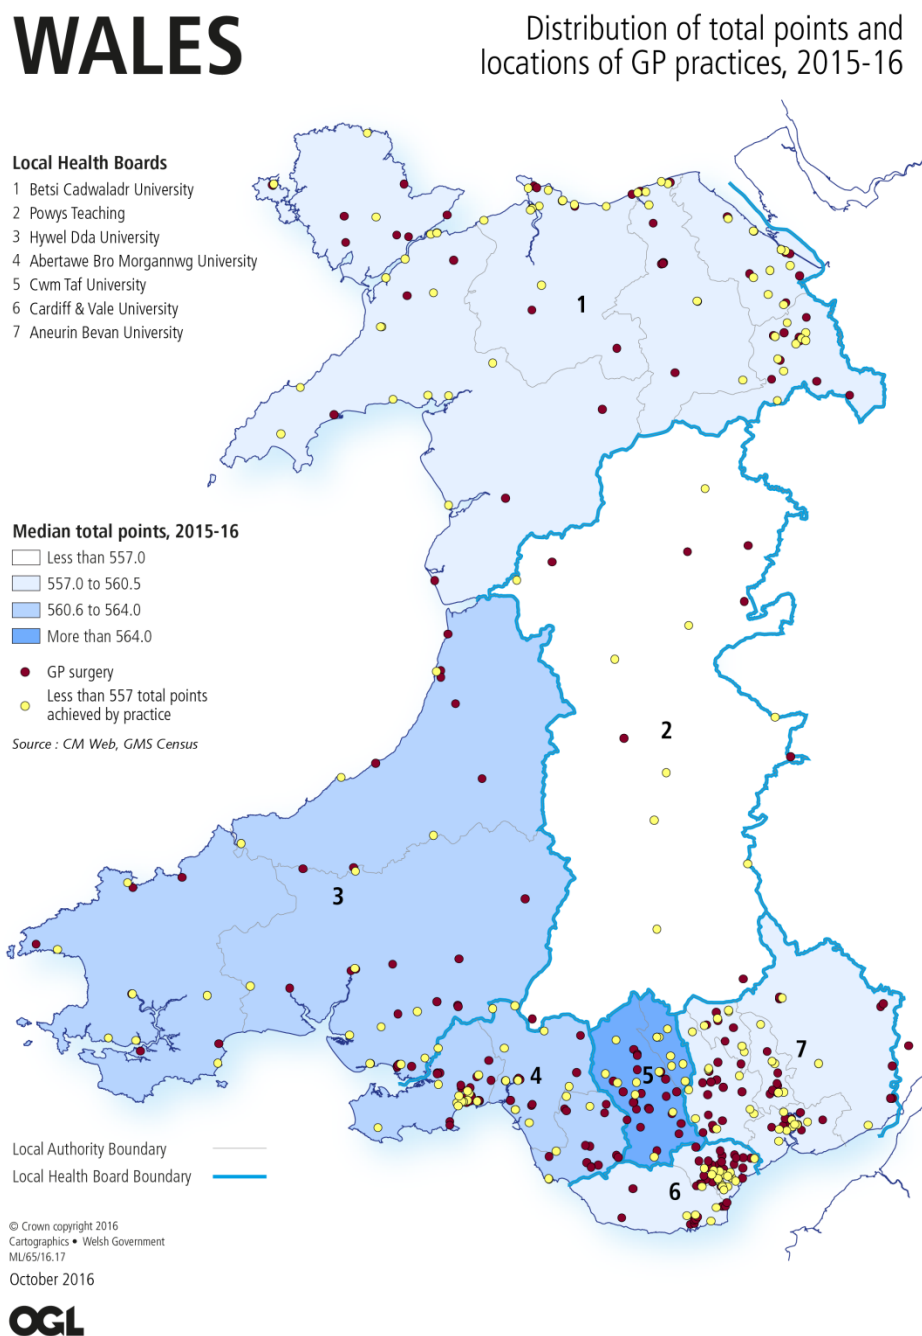 WALES
Distribution of total points and
locations of GP practices, 2015-16
Local Health Boards
1 Betsi Cadwaladr University
2 Powys Teaching
3 Hywel Dda University
4 Abertawe Bro Morgannwg University
5 Cwm Taf University
6 Cardiff & Vale University
7 Aneurin Bevan University
1
Median total points, 2015-16
Less than 557.0
557.0 to 560.5
560.6 to 564.0
More than 564.0
GP surgery
Less than 557 total points
achieved by practice
Source : CM Web, GMS Census
2
3
4
5
7
6
Local Authority Boundary
Local Health Board Boundary
© Crown copyright 2016
Cartographics • Welsh Government
ML/65/16.17
October 2016
OGL